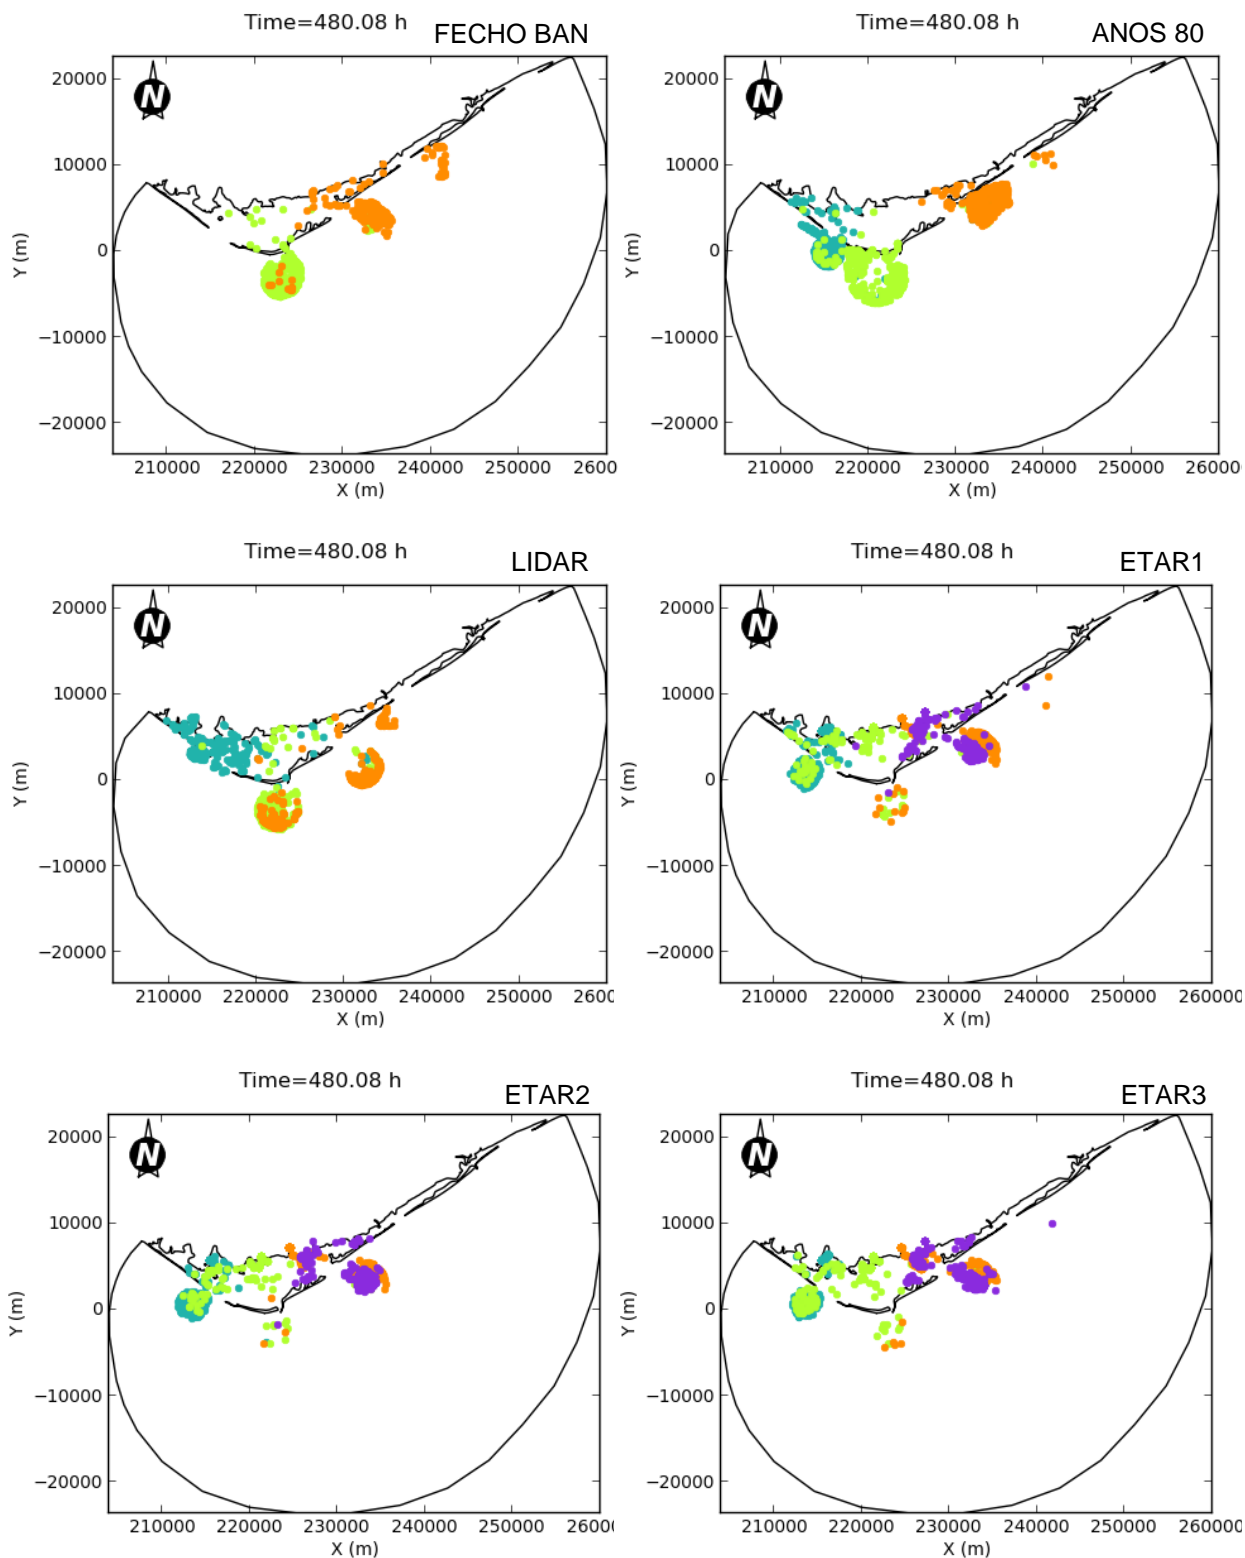 Time=480.08 h
FECHO BAN
N
20000
10000
0
−10000
−20000
Y (m)
210000 220000 230000 240000 250000 2600
X (m)
Time=480.08 h
ANOS 80
N
20000
10000
0
−10000
−20000
Y (m)
210000 220000 230000 240000 250000 26000
X (m)
Time=480.08 h
LIDAR
N
20000
10000
0
−10000
−20000
Y (m)
210000 220000 230000 240000 250000 2600
X (m)
Time=480.08 h
ETAR1
N
20000
10000
0
−10000
−20000
Y (m)
210000 220000 230000 240000 250000 260000
X (m)
Time=480.08 h
ETAR2
N
20000
10000
0
−10000
−20000
Y (m)
210000 220000 230000 240000 250000 26000
X (m)
Time=480.08 h
ETAR3
N
20000
10000
0
−10000
−20000
Y (m)
210000 220000 230000 240000 250000 260000
X (m)